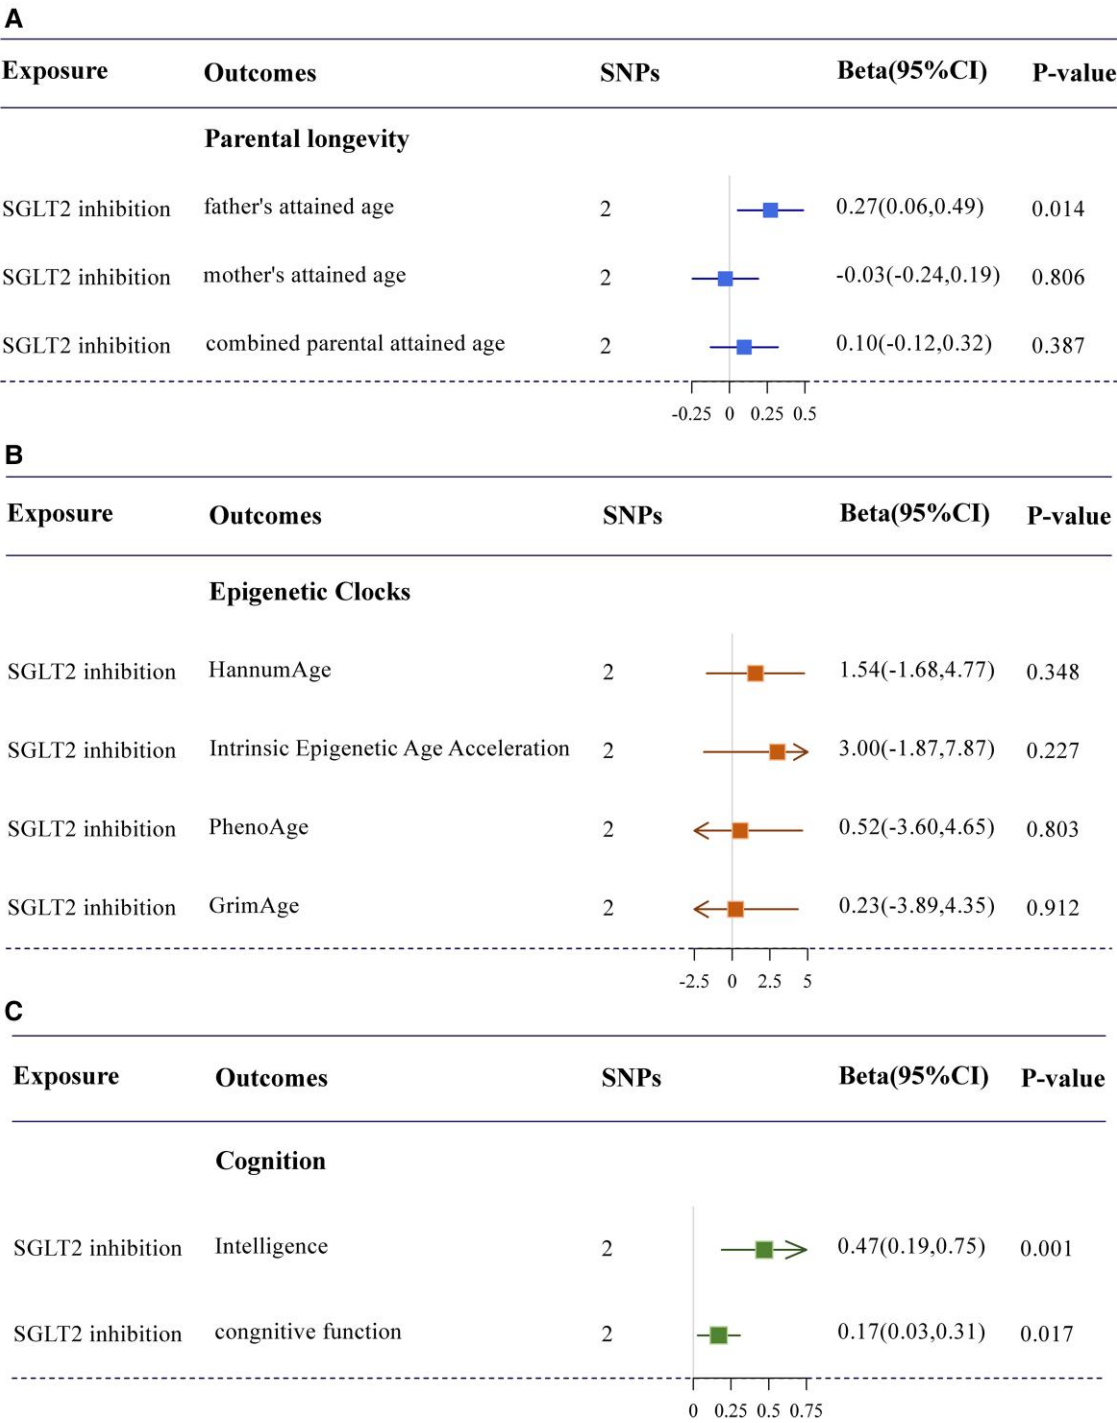 A
Exposure Outcomes SNPs Beta(95%CI) P-value
Parental longevity
SGLT2 inhibition father's attained age 2 0.27(0.06,0.49) 0.014
SGLT2 inhibition mother's attained age 2 -0.03(-0.24,0.19) 0.806
SGLT2 inhibition combined parental attained age 2 0.10(-0.12,0.32) 0.387
-0.25 0 0.25 0.5
B
Exposure Outcomes SNPs Beta(95%CI) P-value
Epigenetic Clocks
SGLT2 inhibition HannumAge 2 1.54(-1.68,4.77) 0.348
SGLT2 inhibition Intrinsic Epigenetic Age Acceleration 2 3.00(-1.87,7.87) 0.227
SGLT2 inhibition PhenoAge 2 0.52(-3.60,4.65) 0.803
SGLT2 inhibition GrimAge 2 0.23(-3.89,4.35) 0.912
-2.5 0 2.5 5
C
Exposure Outcomes SNPs Beta(95%CI) P-value
Cognition
SGLT2 inhibition Intelligence 2 0.47(0.19,0.75) 0.001
SGLT2 inhibition congnitive function 2 0.17(0.03,0.31) 0.017
0 0.25 0.5 0.75